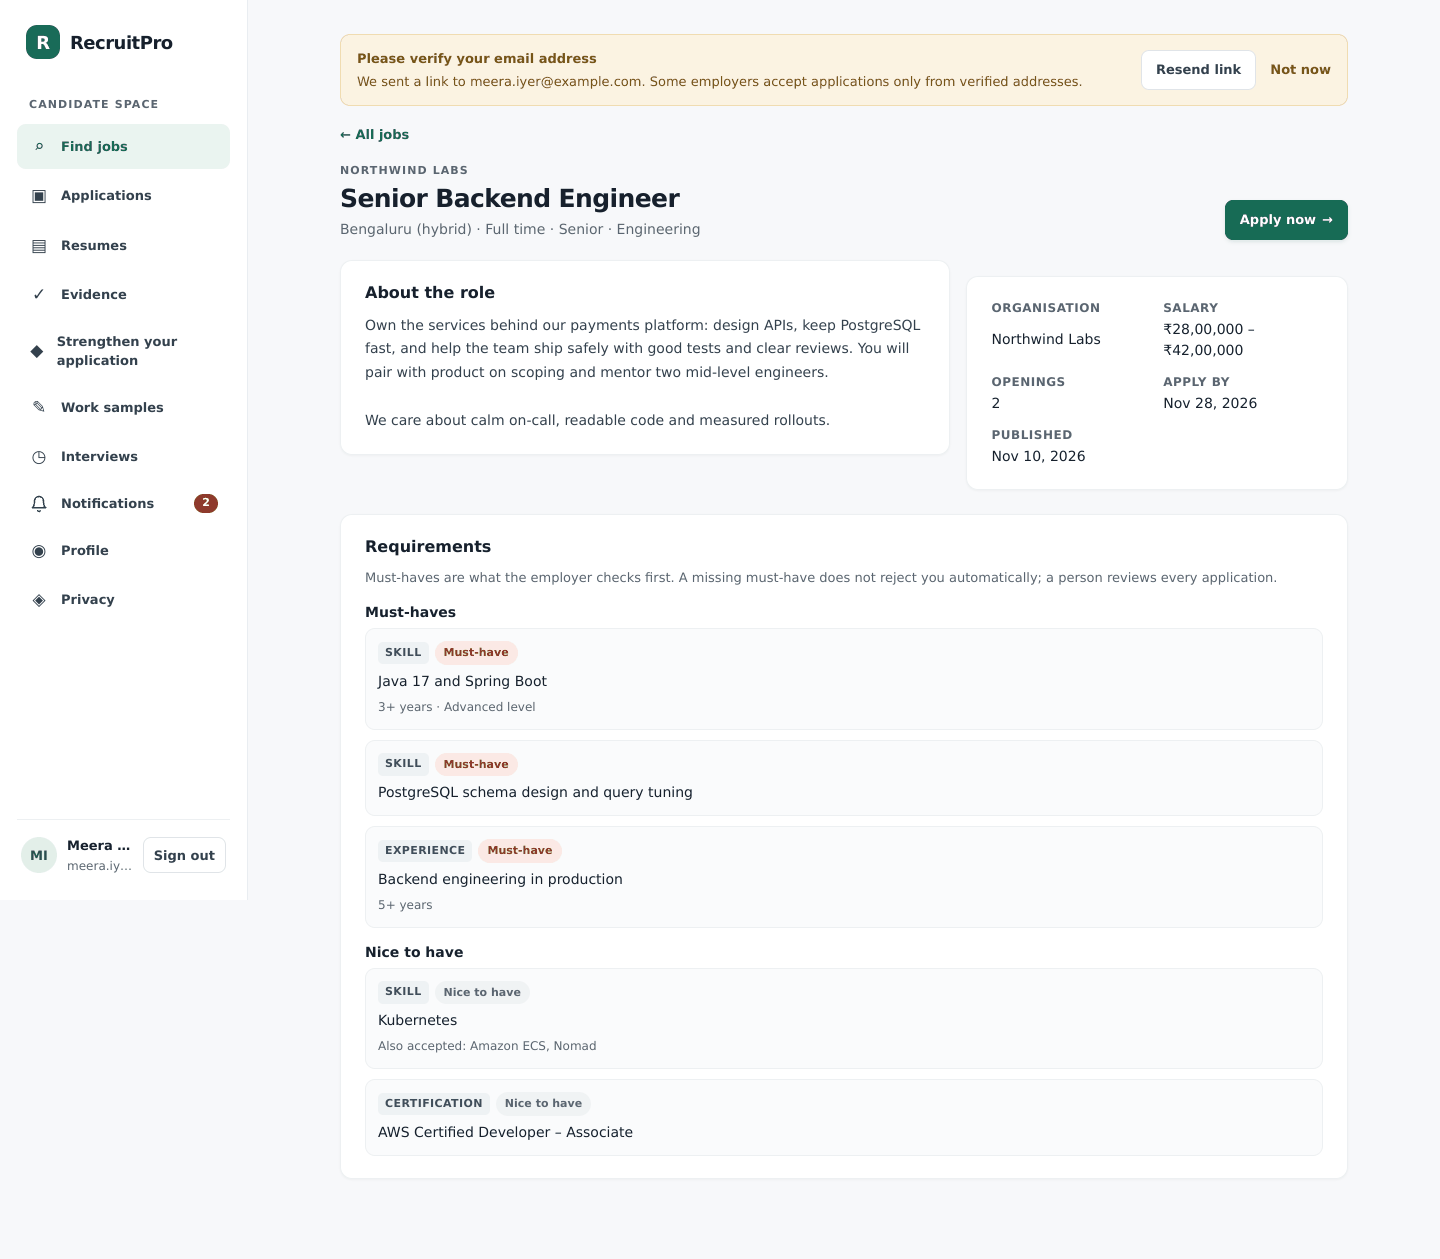 R RecruitPro
CANDIDATE SPACE
Find jobs
Applications
Resumes
Evidence
Strengthen your
application
Work samples
Interviews
Notifications 2
Profile
Privacy
MI
Meera ...
meera.iy...
Sign out
Please verify your email address
We sent a link to meera.iyer@example.com. Some employers accept applications only from verified addresses.
Resend link
Not now
← All jobs
NORTHWIND LABS
Senior Backend Engineer
Bengaluru (hybrid) · Full time · Senior · Engineering
Apply now →
About the role
Own the services behind our payments platform: design APIs, keep PostgreSQL
fast, and help the team ship safely with good tests and clear reviews. You will
pair with product on scoping and mentor two mid-level engineers.
We care about calm on-call, readable code and measured rollouts.
ORGANISATION
Northwind Labs
SALARY
₹28,00,000 –
₹42,00,000
OPENINGS
2
APPLY BY
Nov 28, 2026
PUBLISHED
Nov 10, 2026
Requirements
Must-haves are what the employer checks first. A missing must-have does not reject you automatically; a person reviews every application.
Must-haves
SKILL Must-have
Java 17 and Spring Boot
3+ years · Advanced level
SKILL Must-have
PostgreSQL schema design and query tuning
EXPERIENCE Must-have
Backend engineering in production
5+ years
Nice to have
SKILL Nice to have
Kubernetes
Also accepted: Amazon ECS, Nomad
CERTIFICATION Nice to have
AWS Certified Developer – Associate